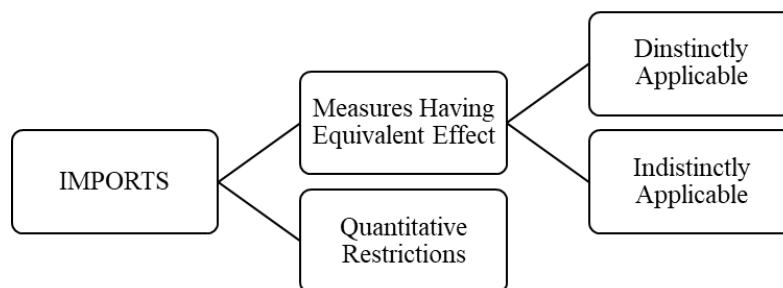 IMPORTS
Measures Having
Equivalent Effect
Quantitative
Restrictions
Dinstinctly
Applicable
Indistinctly
Applicable